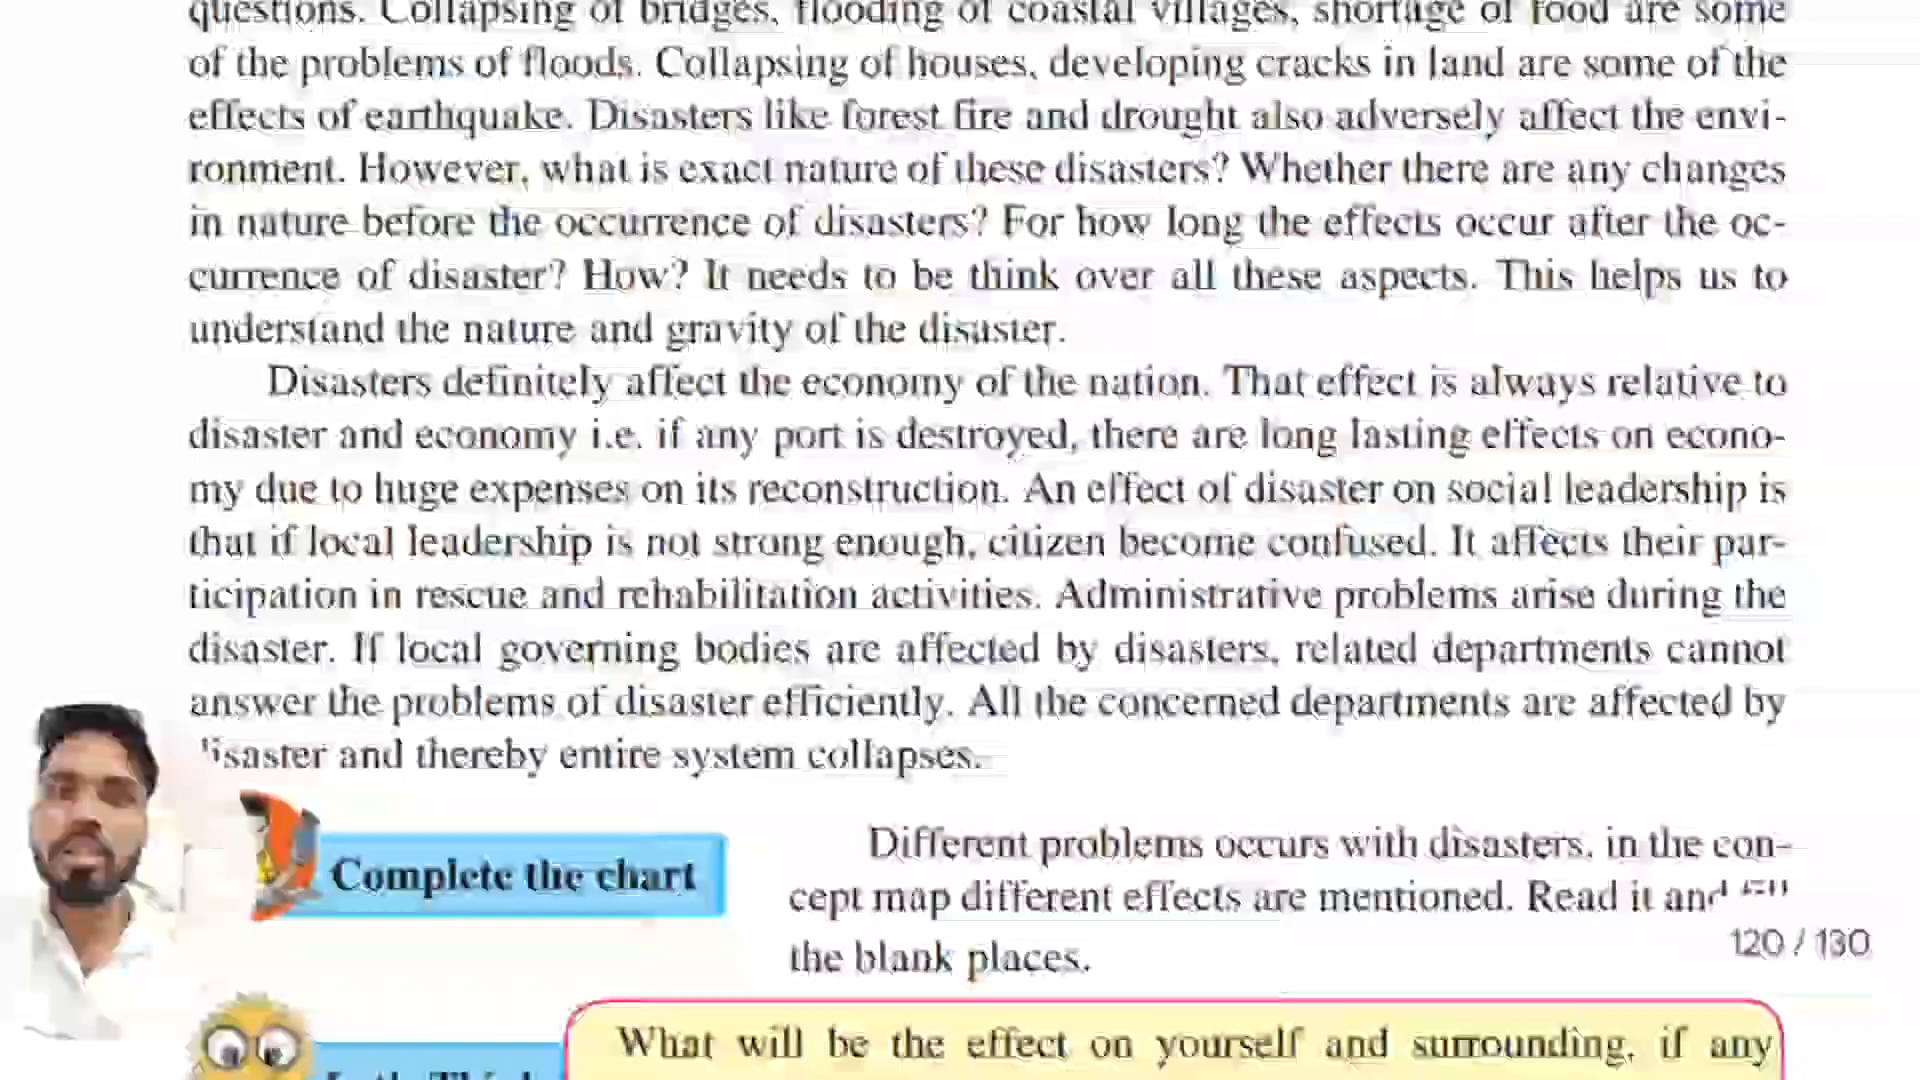 questions. Collapsing of bridges, flooding of coastal villages, shortage of food are some
of the problems of floods. Collapsing of houses, developing cracks in land are some of the
effects of earthquake. Disasters like forest fire and drought also adversely affect the envi-
ronment. However, what is exact nature of these disasters? Whether there are any changes
in nature before the occurrence of disasters? For how long the effects occur after the oc-
currence of disaster? How? It needs to be think over all these aspects. This helps us to
understand the nature and gravity of the disaster.
Disasters definitely affect the economy of the nation. That effect is always relative to
disaster and economy i.e. if any port is destroyed, there are long lasting effects on econo-
my due to huge expenses on its reconstruction. An effect of disaster on social leadership is
that if local leadership is not strong enough, citizen become confused. It affects their par-
ticipation in rescue and rehabilitation activities. Administrative problems arise during the
disaster. If local governing bodies are affected by disasters, related departments cannot
answer the problems of disaster efficiently. All the concerned departments are affected by
disaster and thereby entire system collapses.
Complete the chart
Different problems occurs with disasters, in the con-
cept map different effects are mentioned. Read it and
the blank places.
120 / 130
What will be the effect on yourself and surrounding, if any